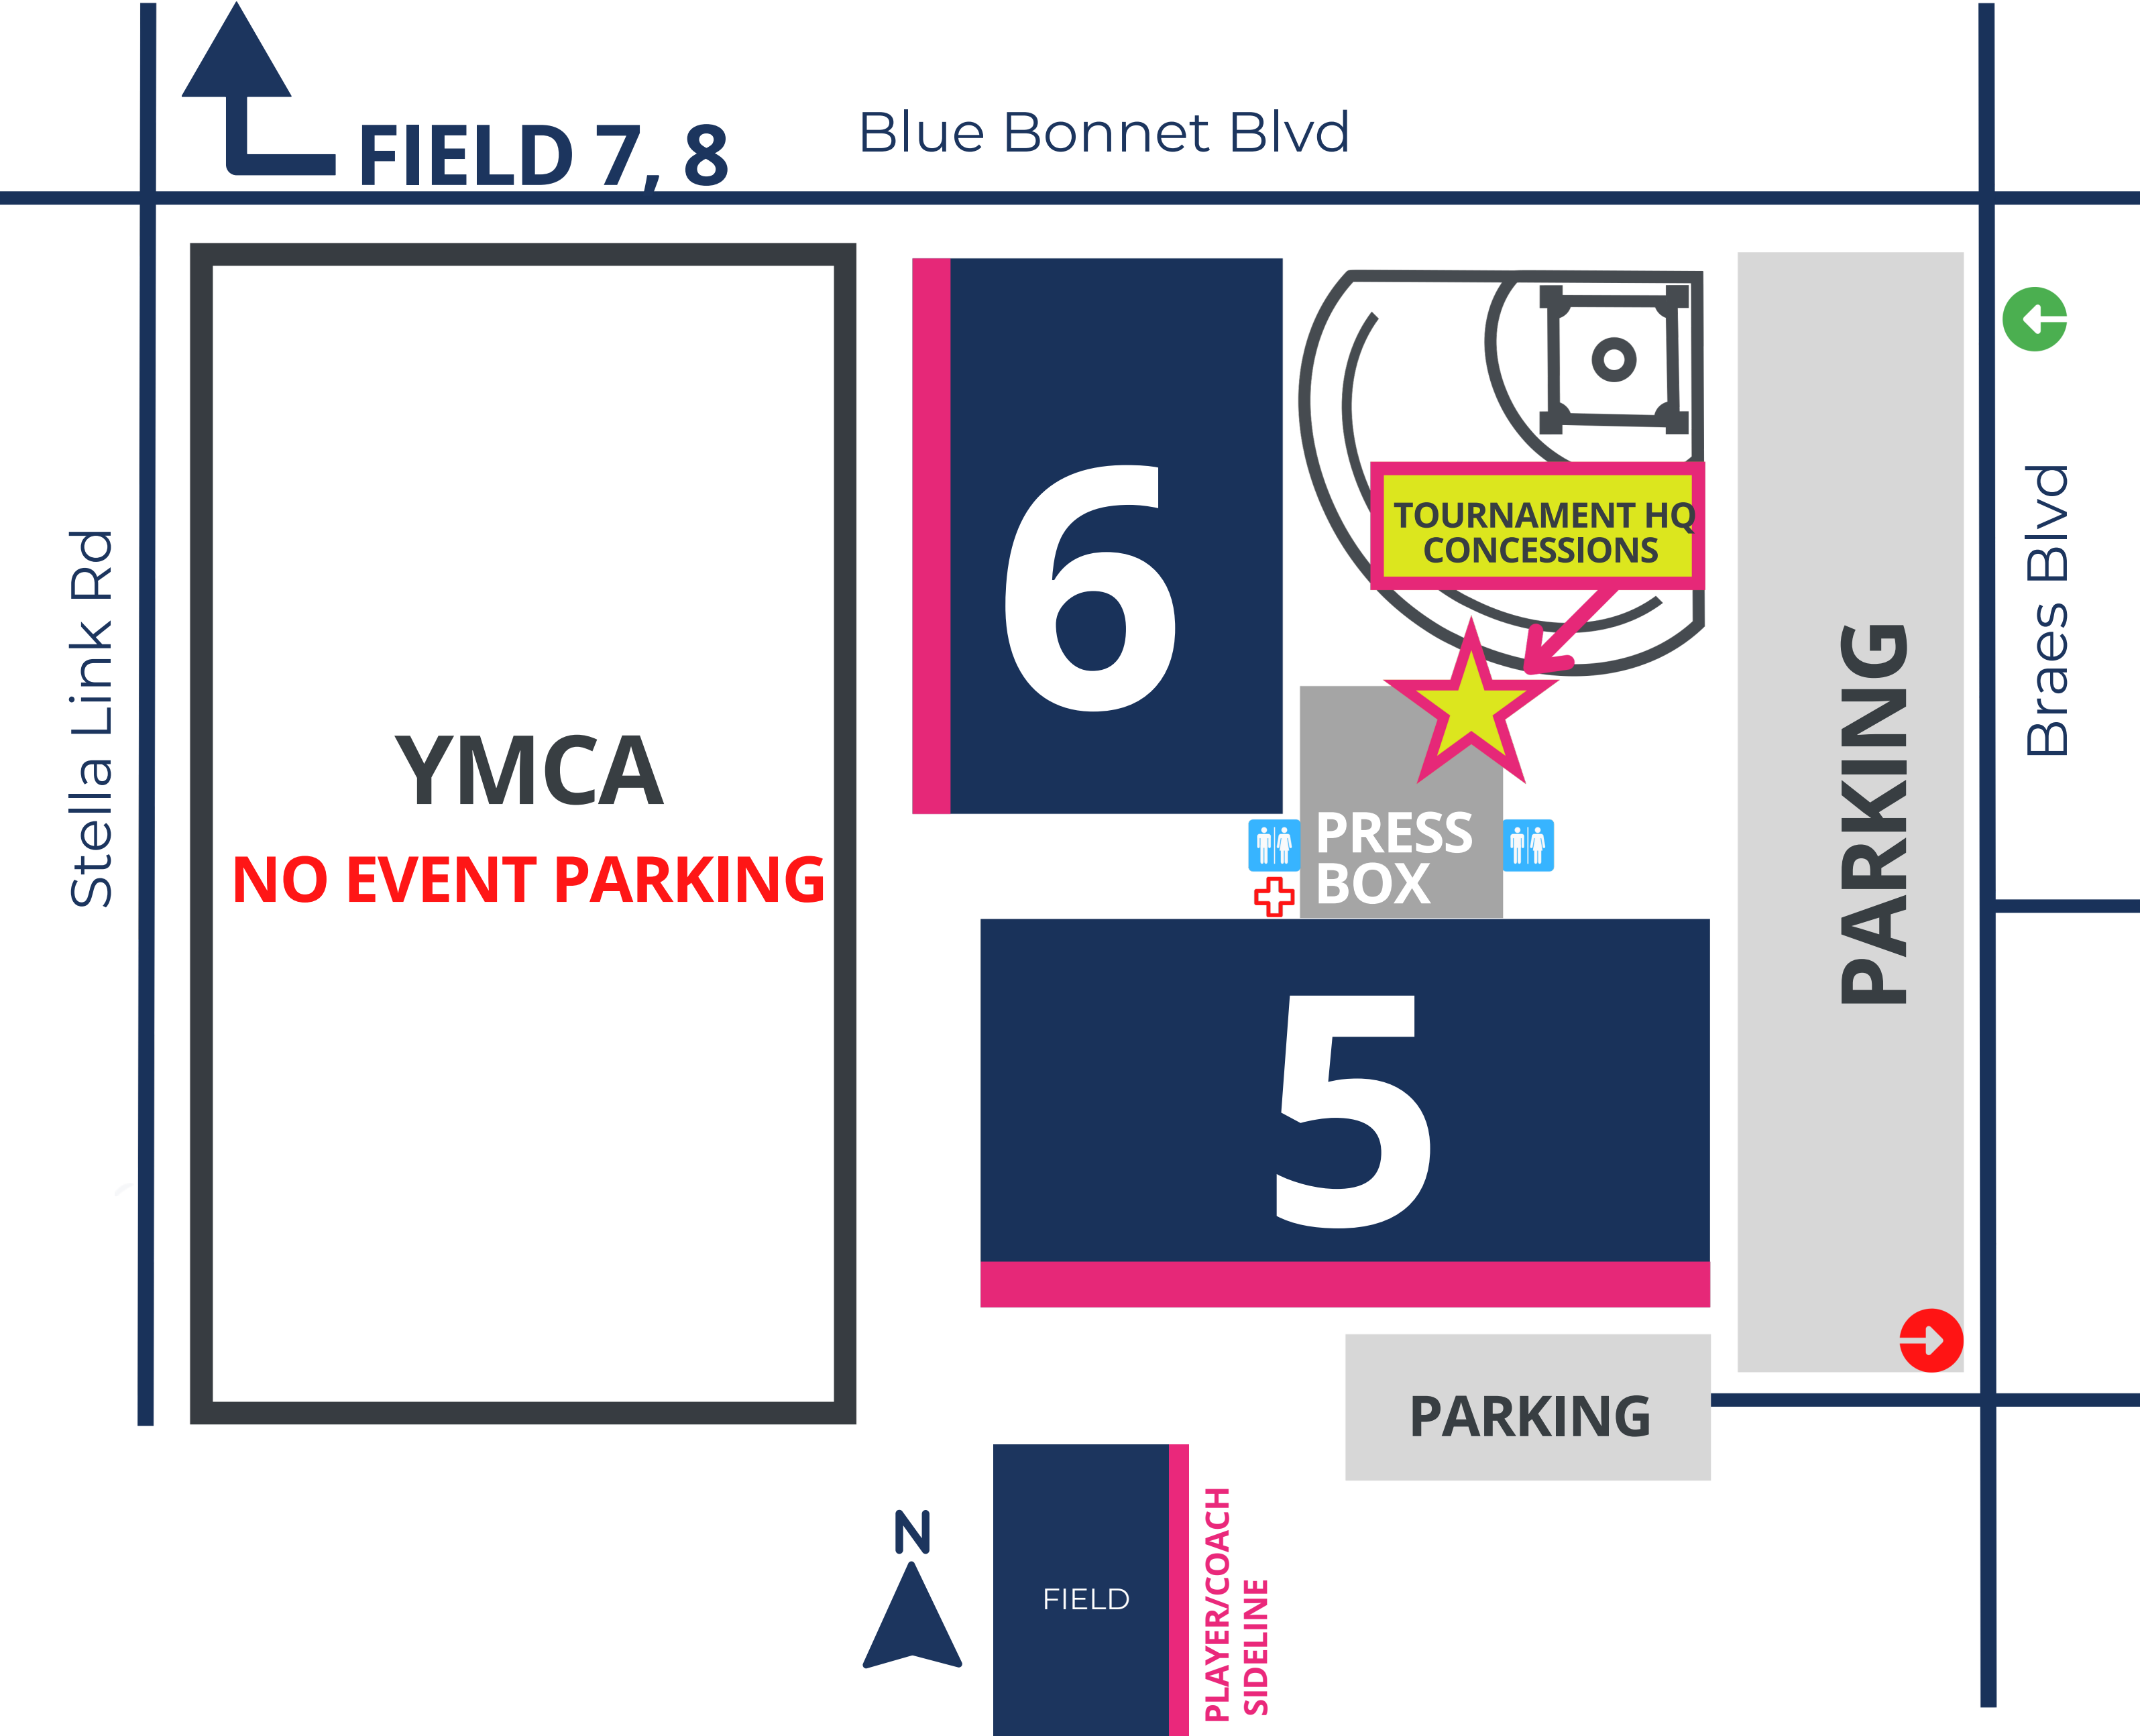 FIELD 7, 8
Blue Bonnet Blvd
Stella Link Rd
YMCA
NO EVENT PARKING
6
TOURNAMENT HQ
CONCESSIONS
PRESS
BOX
5
PARKING
Braes Blvd
PARKING
N
FIELD
PLAYER/COACH
SIDELINE